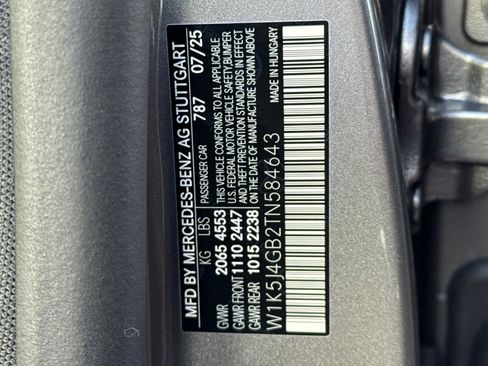 MFD BY MERCEDES-BENZ AG STUTTGART
PASSENGER CAR 787 07/25
THIS VEHICLE CONFORMS TO ALL APPLICABLE
U.S. FEDERAL MOTOR VEHICLE SAFETY, BUMPER
AND THEFT PREVENTION STANDARDS IN EFFECT
ON THE DATE OF MANUFACTURE SHOWN ABOVE
KG LBS
GVWR 2065 4553
GAWR FRONT 1110 2447
GAWR REAR 1015 2238
MADE IN HUNGARY
W1K5J4GB2TN584643